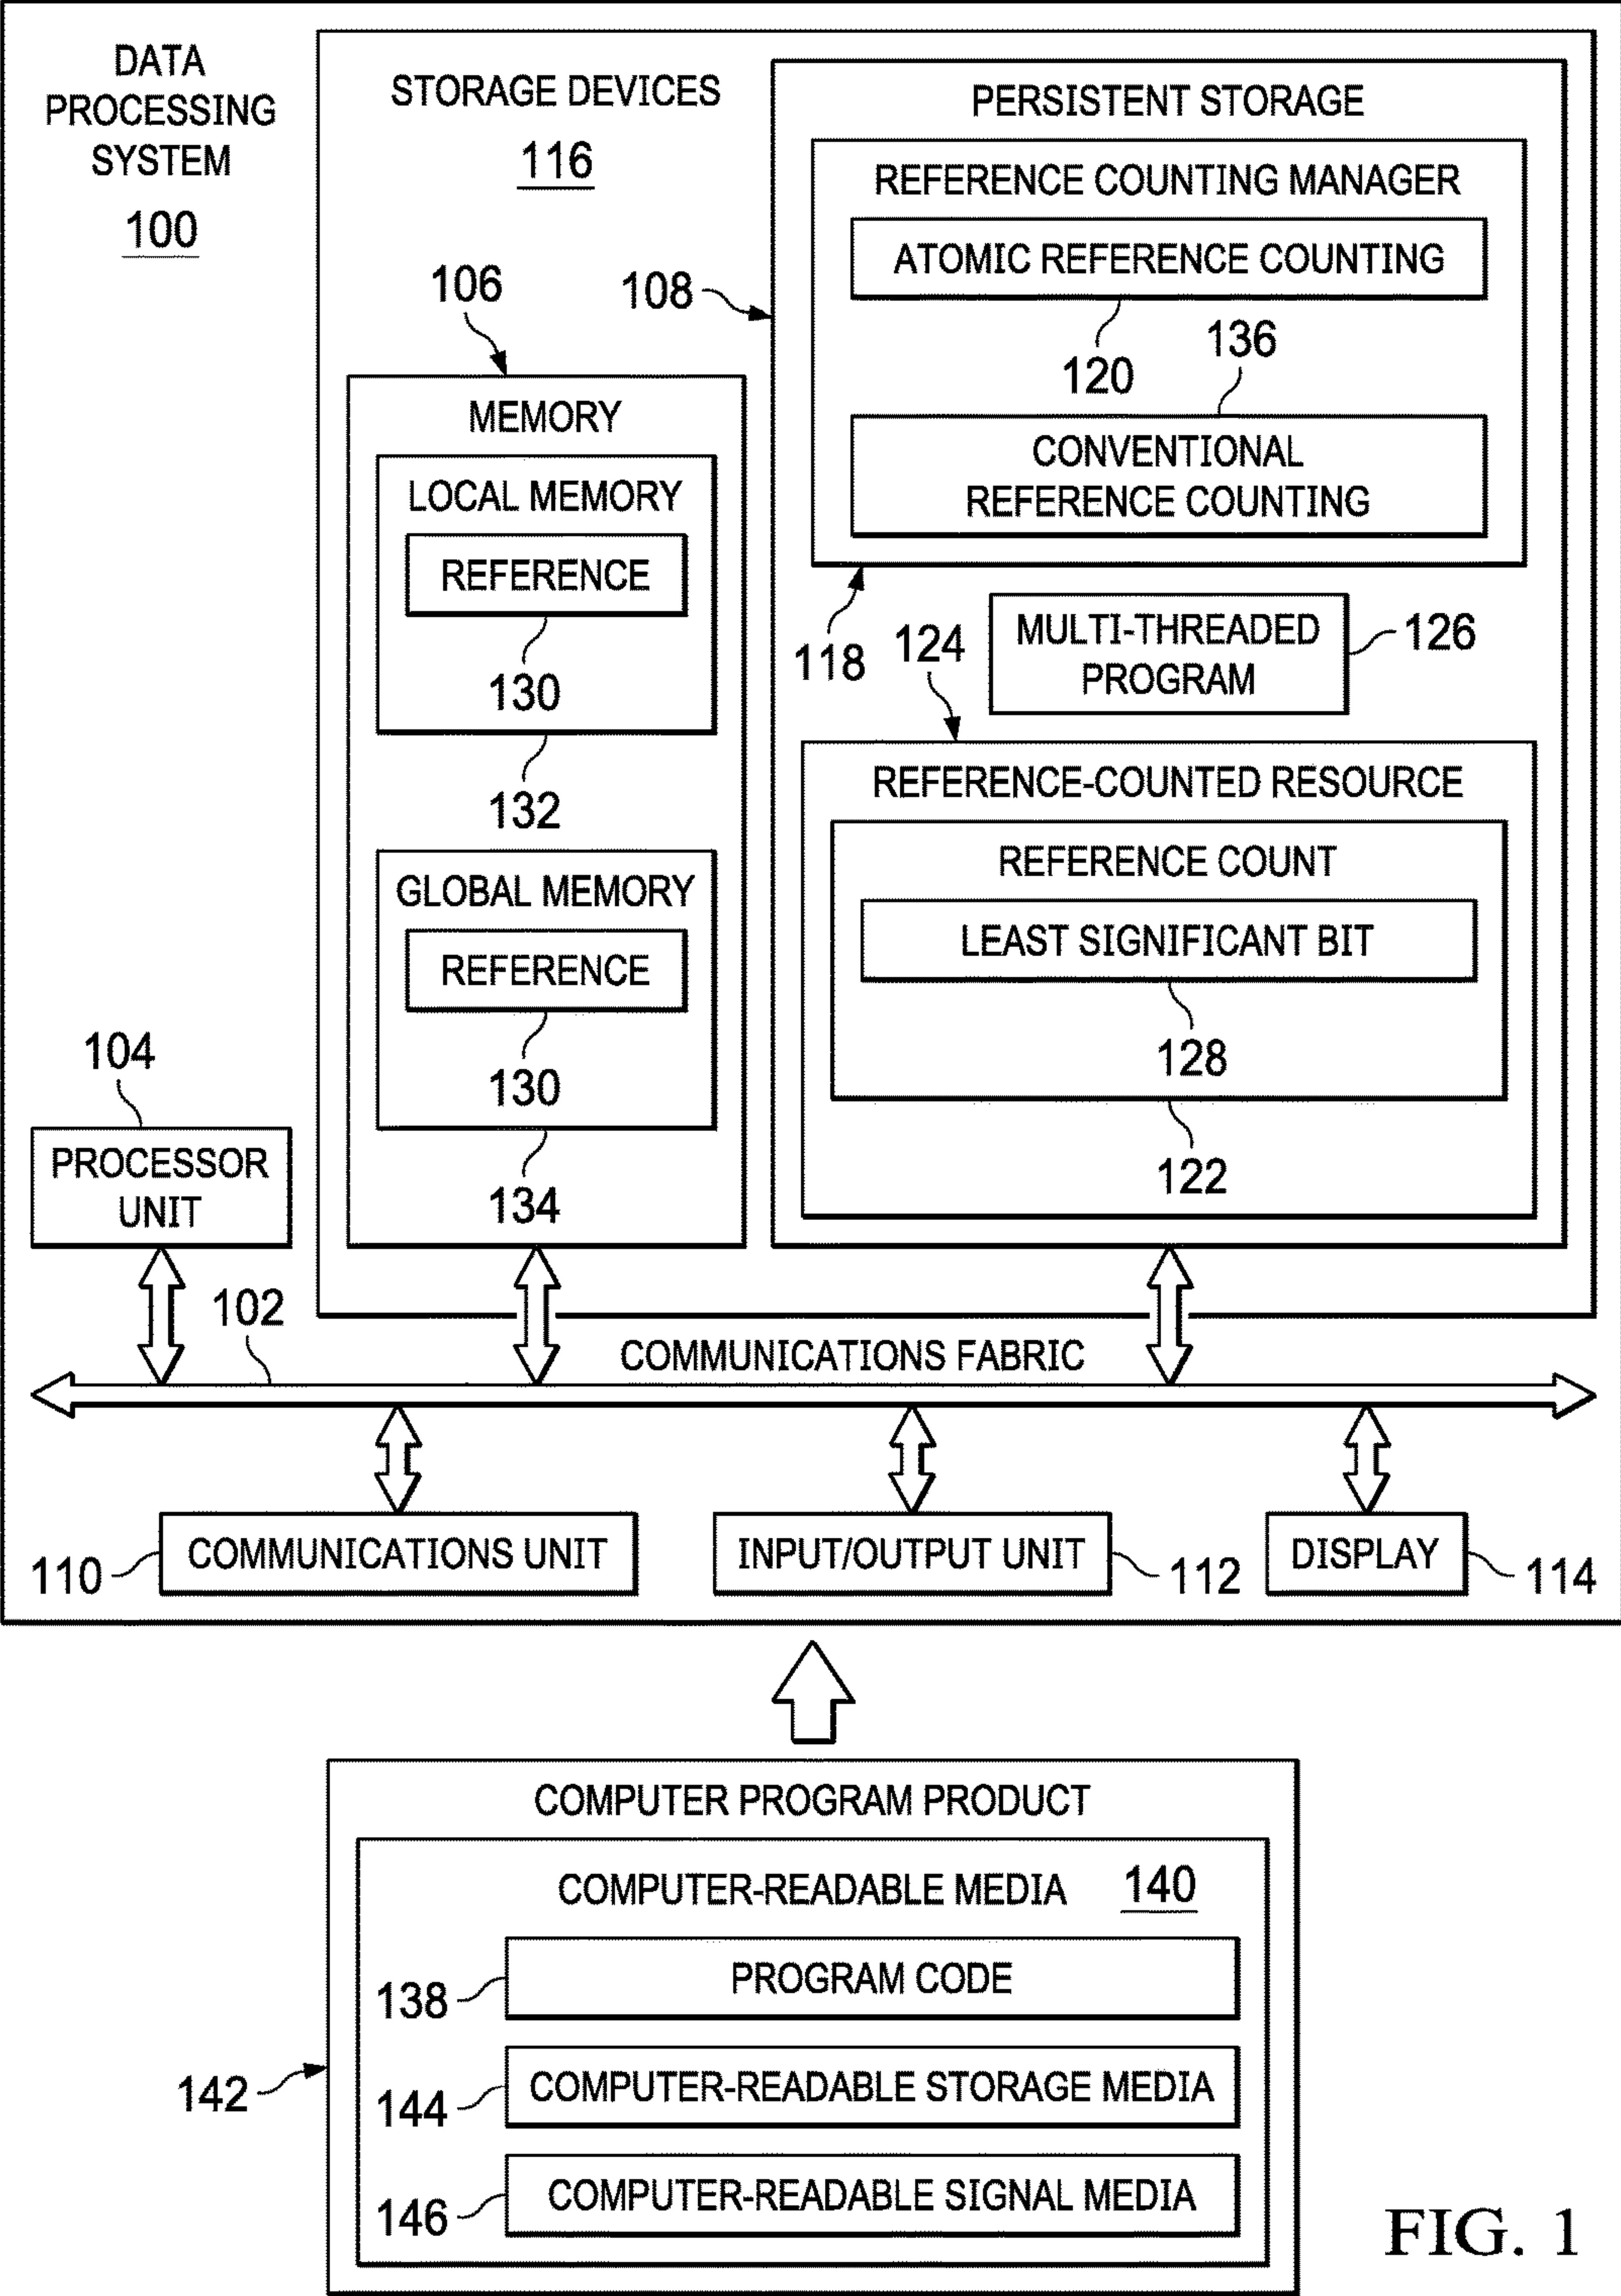 DATA
PROCESSING
SYSTEM
100
STORAGE DEVICES
116
PERSISTENT STORAGE
REFERENCE COUNTING MANAGER
ATOMIC REFERENCE COUNTING
120
136
CONVENTIONAL
REFERENCE COUNTING
108
106
MEMORY
LOCAL MEMORY
REFERENCE
130
132
GLOBAL MEMORY
REFERENCE
130
134
118
MULTI-THREADED
PROGRAM
126
124
REFERENCE-COUNTED RESOURCE
REFERENCE COUNT
LEAST SIGNIFICANT BIT
128
122
104
PROCESSOR
UNIT
102
COMMUNICATIONS FABRIC
110
COMMUNICATIONS UNIT
INPUT/OUTPUT UNIT
112
DISPLAY
114
COMPUTER PROGRAM PRODUCT
COMPUTER-READABLE MEDIA 140
138
PROGRAM CODE
142
144
COMPUTER-READABLE STORAGE MEDIA
146
COMPUTER-READABLE SIGNAL MEDIA
FIG. 1